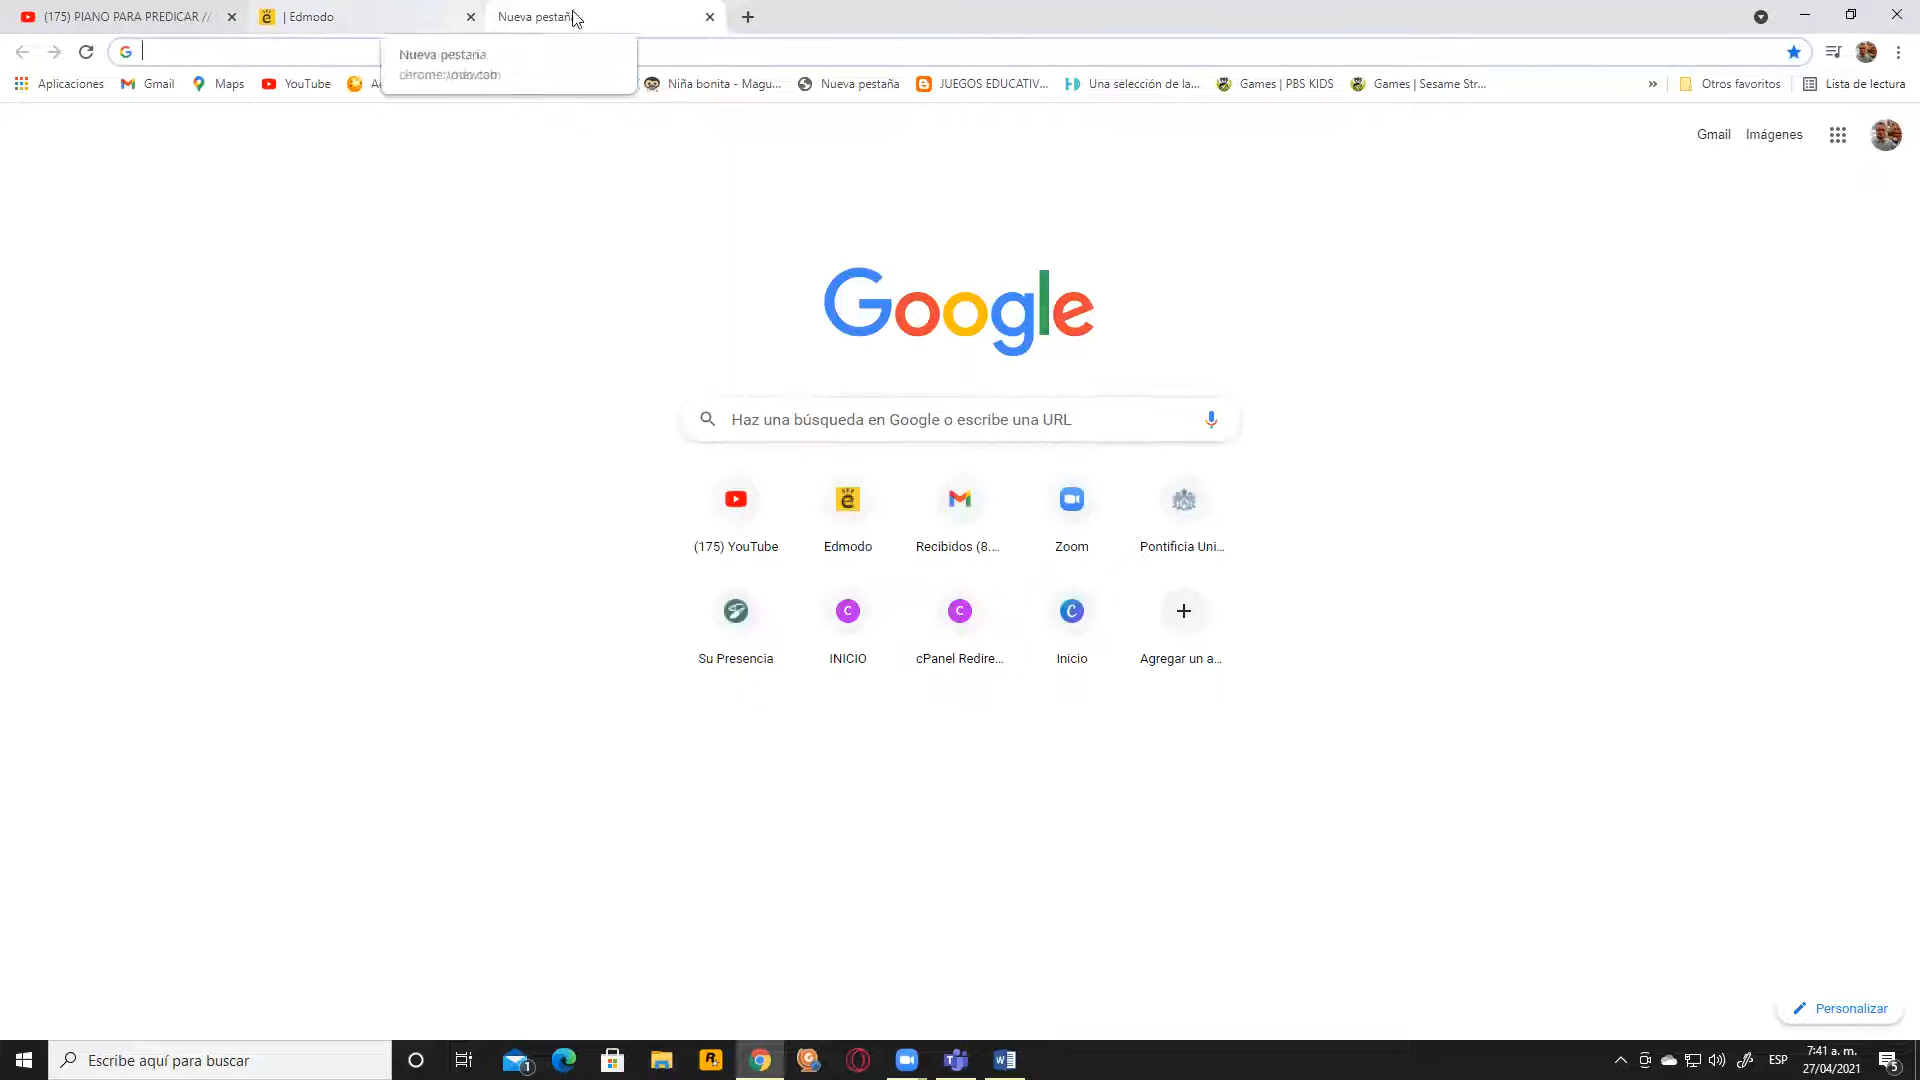 (175) PIANO PARA PREDICAR //
| Edmodo
Nueva pestaña
Nueva pestaña
Aplicaciones
Gmail
Maps
YouTube
Niña bonita - Magu...
Nueva pestaña
JUEGOS EDUCATIV...
Una selección de la...
Games | PBS KIDS
Games | Sesame Str...
»
Otros favoritos
Lista de lectura
Gmail
Imágenes
Google
Haz una búsqueda en Google o escribe una URL
(175) YouTube
Edmodo
Recibidos (8....
Zoom
Pontificia Uni...
Su Presencia
INICIO
cPanel Redire...
Inicio
Agregar un a...
Personalizar
Escribe aquí para buscar
ESP
7:41 a. m.
27/04/2021